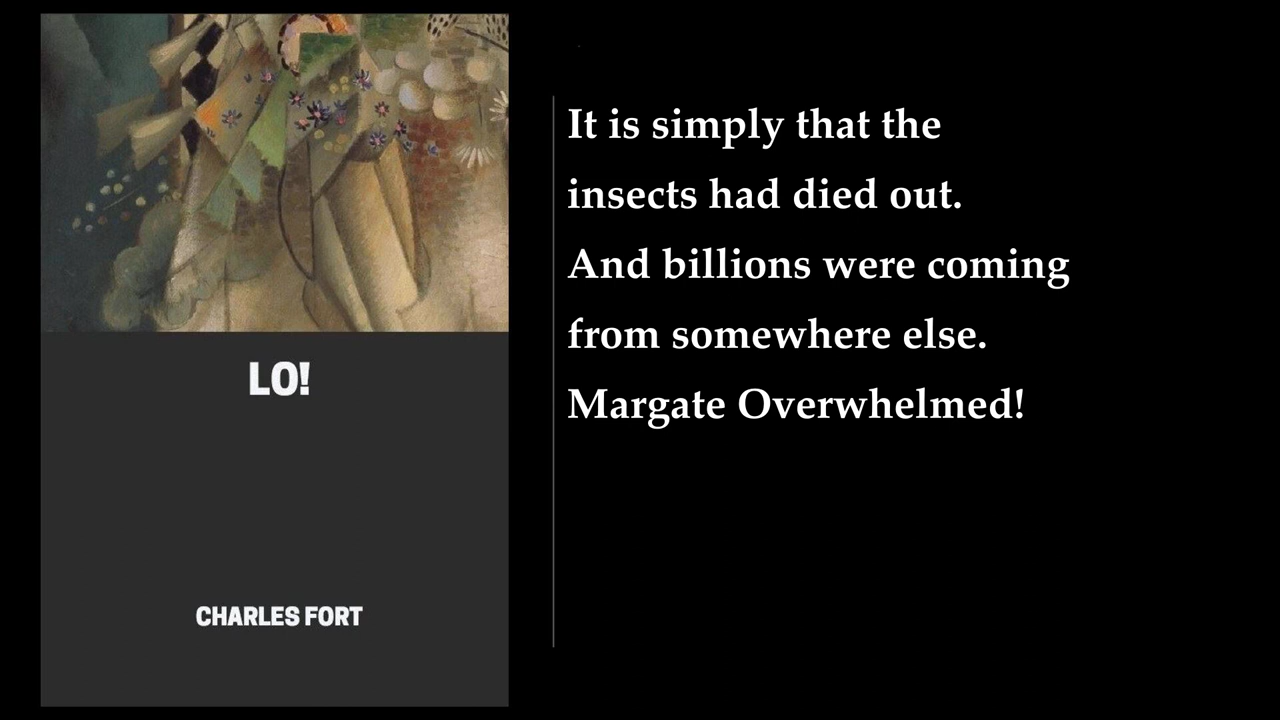 LO!
CHARLES FORT
It is simply that the
insects had died out.
And billions were coming
from somewhere else.
Margate Overwhelmed!